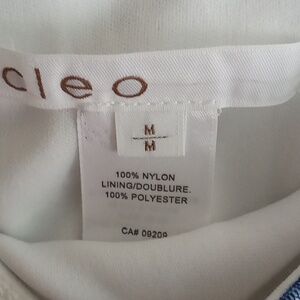 cleo
M
M
100% NYLON
LINING/DOUBLURE.
100% POLYESTER
CA# 09209